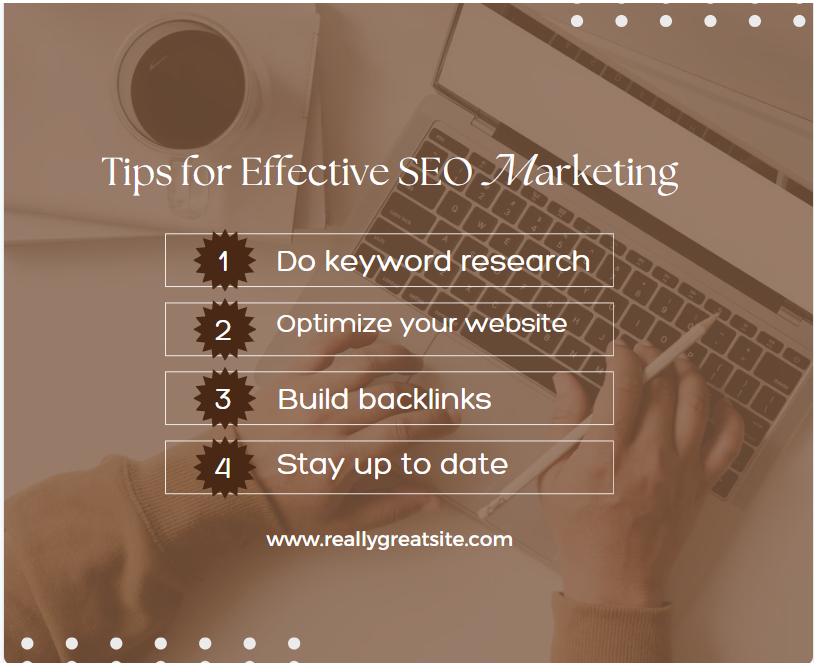 Tips for Effective SEO Marketing
1 Do keyword research
2 Optimize your website
3 Build backlinks
4 Stay up to date
www.reallygreatsite.com